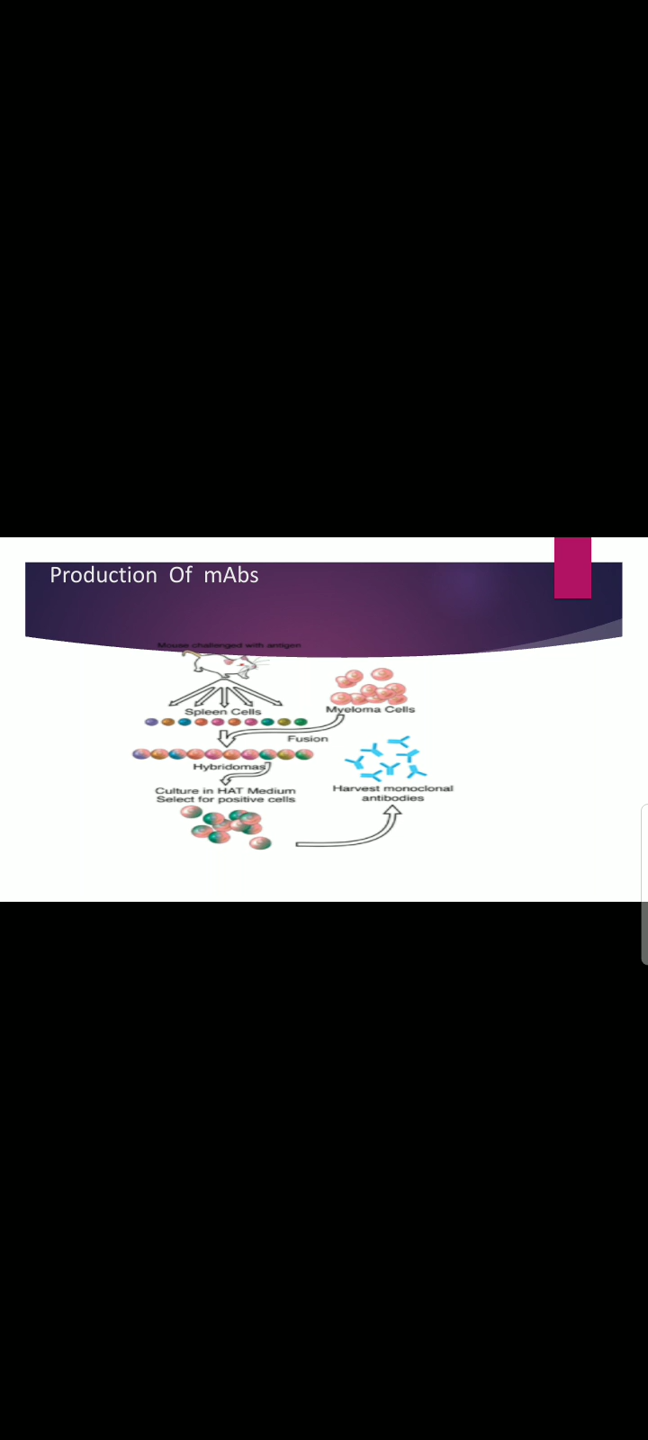 Production Of mAbs
Mouse challenged with antigen
Spleen Cells
Myeloma Cells
Fusion
Hybridomas
Culture in HAT Medium
Select for positive cells
Harvest monoclonal
antibodies